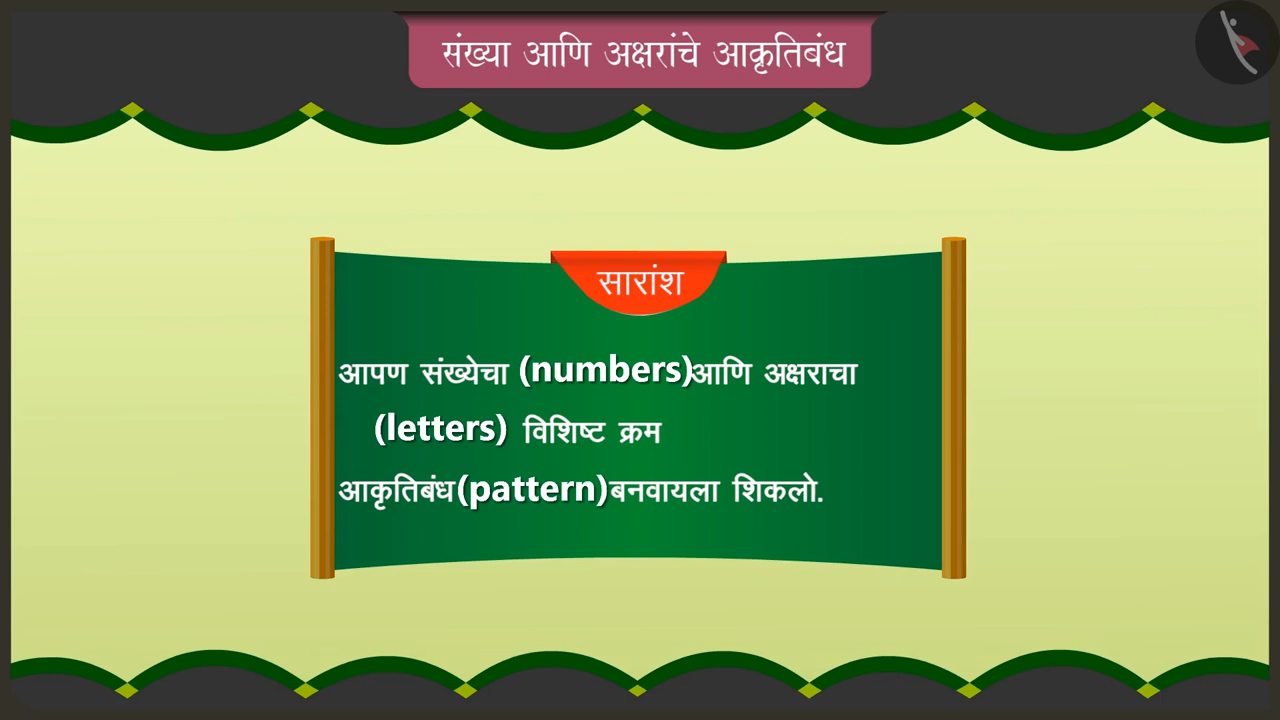 संख्या आणि अक्षरांचे आकृतिबंध
सारांश
आपण संख्येचा (numbers)आणि अक्षराचा
(letters) विशिष्ट क्रम
आकृतिबंध(pattern)बनवायला शिकलो.